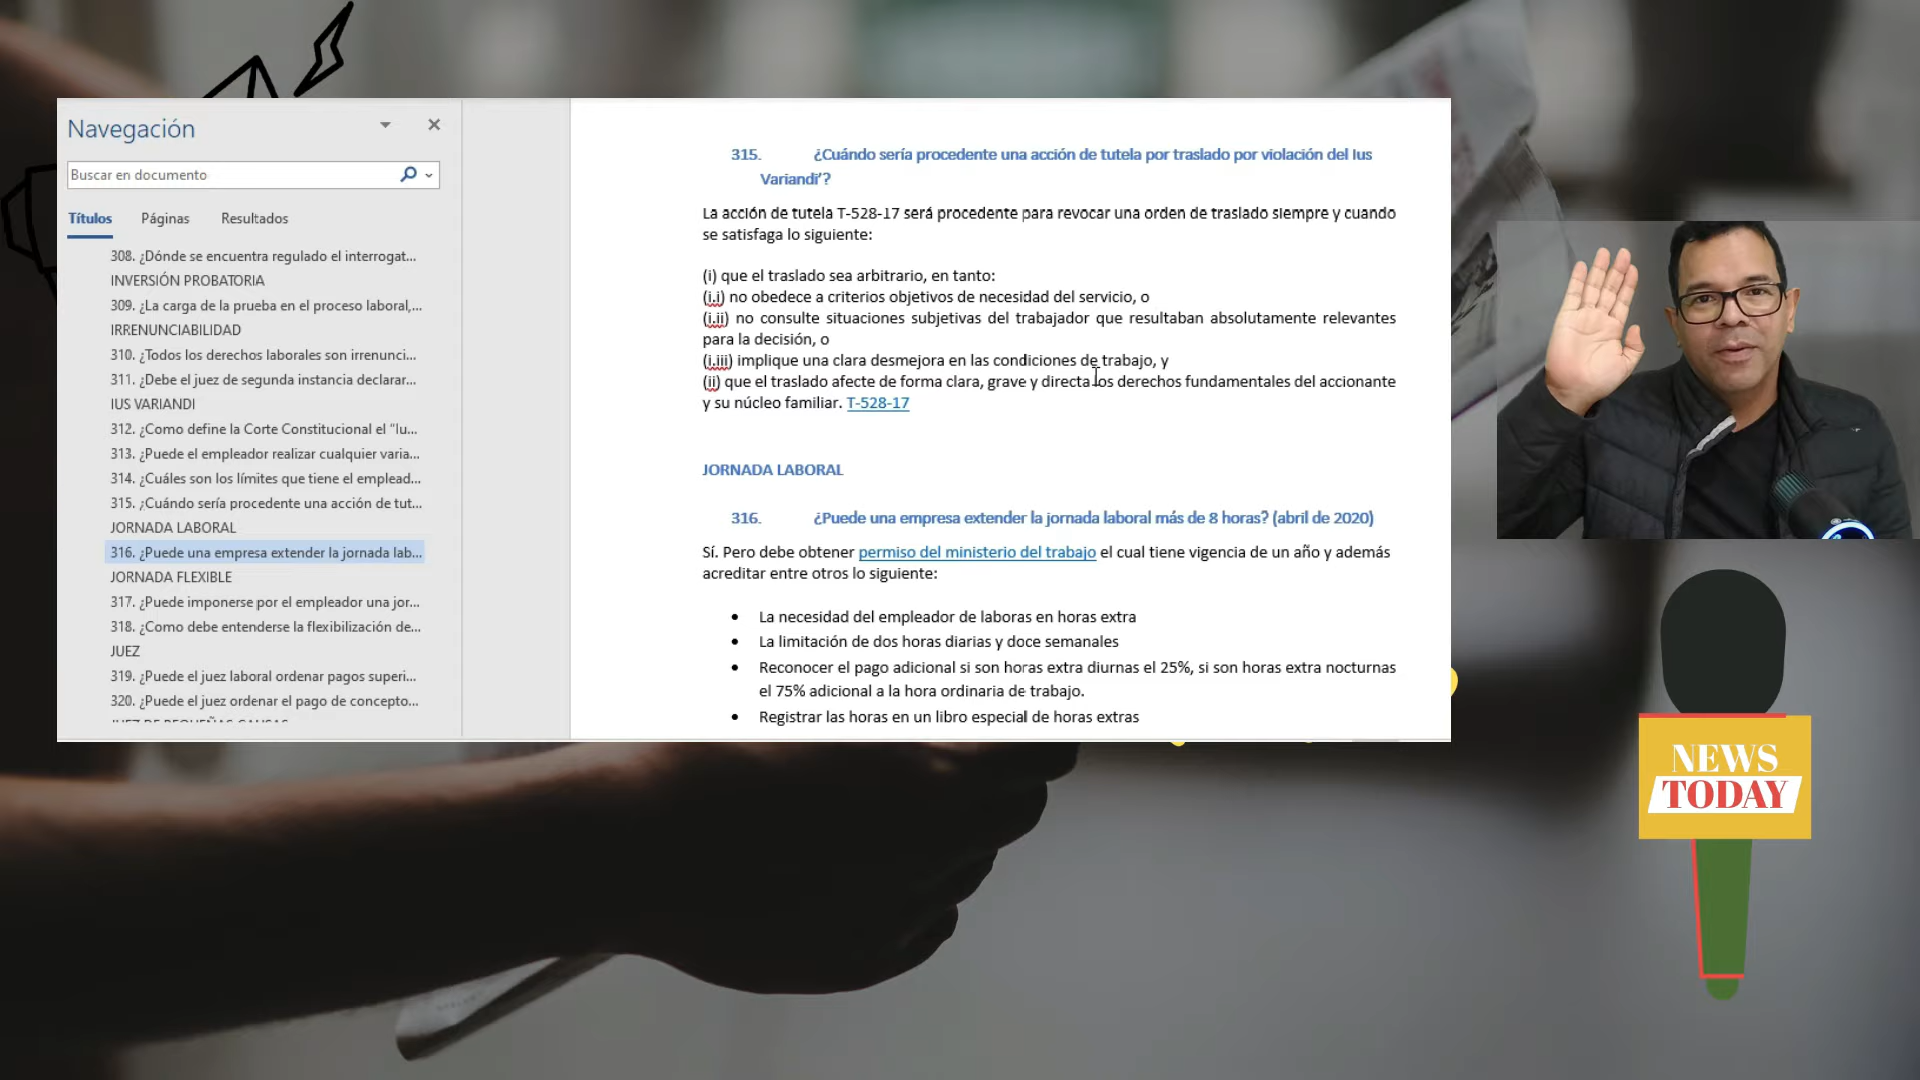 Navegación
Buscar en documento
Títulos Páginas Resultados
308. ¿Dónde se encuentra regulado el interrogat...
INVERSIÓN PROBATORIA
309. ¿La carga de la prueba en el proceso laboral,...
IRRENUNCIABILIDAD
310. ¿Todos los derechos laborales son irrenunci...
311. ¿Debe el juez de segunda instancia declarar...
IUS VARIANDI
312. ¿Como define la Corte Constitucional el “Iu...
313. ¿Puede el empleador realizar cualquier varia...
314. ¿Cuáles son los límites que tiene el emplead...
315. ¿Cuándo sería procedente una acción de tut...
JORNADA LABORAL
316. ¿Puede una empresa extender la jornada lab...
JORNADA FLEXIBLE
317. ¿Puede imponerse por el empleador una jor...
318. ¿Como debe entenderse la flexibilización de...
JUEZ
319. ¿Puede el juez laboral ordenar pagos superi...
320. ¿Puede el juez ordenar el pago de concepto...
315. ¿Cuándo sería procedente una acción de tutela por traslado por violación del Ius
Variandi’?
La acción de tutela T-528-17 será procedente para revocar una orden de traslado siempre y cuando
se satisfaga lo siguiente:
(i) que el traslado sea arbitrario, en tanto:
(i.i) no obedece a criterios objetivos de necesidad del servicio, o
(i.ii) no consulte situaciones subjetivas del trabajador que resultaban absolutamente relevantes
para la decisión, o
(i.iii) implique una clara desmejora en las condiciones de trabajo, y
(ii) que el traslado afecte de forma clara, grave y directa los derechos fundamentales del accionante
y su núcleo familiar. T-528-17
JORNADA LABORAL
316. ¿Puede una empresa extender la jornada laboral más de 8 horas? (abril de 2020)
Sí. Pero debe obtener permiso del ministerio del trabajo el cual tiene vigencia de un año y además
acreditar entre otros lo siguiente:
• La necesidad del empleador de laboras en horas extra
• La limitación de dos horas diarias y doce semanales
• Reconocer el pago adicional si son horas extra diurnas el 25%, si son horas extra nocturnas
el 75% adicional a la hora ordinaria de trabajo.
• Registrar las horas en un libro especial de horas extras
NEWS
TODAY